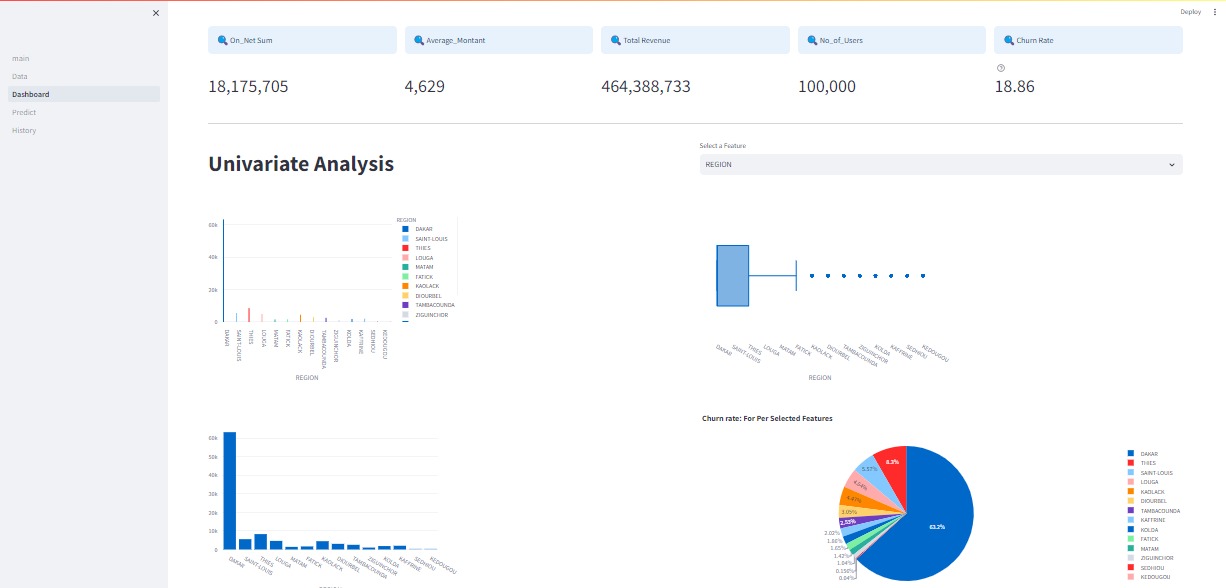 Deploy
main
Data
Dashboard
Predict
History
On_Net Sum
Average_Montant
Total Revenue
No_of_Users
Churn Rate
18,175,705
4,629
464,388,733
100,000
18.86
Univariate Analysis
Select a Feature
REGION
60k
40k
20k
0
DAKAR
SAINT-LOUIS
THIES
LOUGA
MATAM
FATICK
KAOLACK
DIOURBEL
TAMBACOUNDA
ZIGUINCHOR
KOLDA
KAFFRINE
SEDHIOU
KEDOUGOU
REGION
REGION
DAKAR
SAINT-LOUIS
THIES
LOUGA
MATAM
FATICK
KAOLACK
DIOURBEL
TAMBACOUNDA
ZIGUINCHOR
DAKAR
SAINT-LOUIS
THIES
LOUGA
MATAM
FATICK
KAOLACK
DIOURBEL
TAMBACOUNDA
ZIGUINCHOR
KOLDA
KAFFRINE
SEDHIOU
KEDOUGOU
REGION
60k
50k
40k
30k
20k
10k
0
DAKAR
SAINT-LOUIS
THIES
LOUGA
MATAM
FATICK
KAOLACK
DIOURBEL
TAMBACOUNDA
ZIGUINCHOR
KOLDA
KAFFRINE
SEDHIOU
KEDOUGOU
Churn rate: For Per Selected Features
63.2%
8.3%
5.57%
4.64%
4.47%
3.05%
2.53%
2.02%
1.86%
1.65%
1.43%
1.04%
0.156%
0.04%
DAKAR
THIES
SAINT-LOUIS
LOUGA
KAOLACK
DIOURBEL
TAMBACOUNDA
KAFFRINE
KOLDA
FATICK
MATAM
ZIGUINCHOR
SEDHIOU
KEDOUGOU